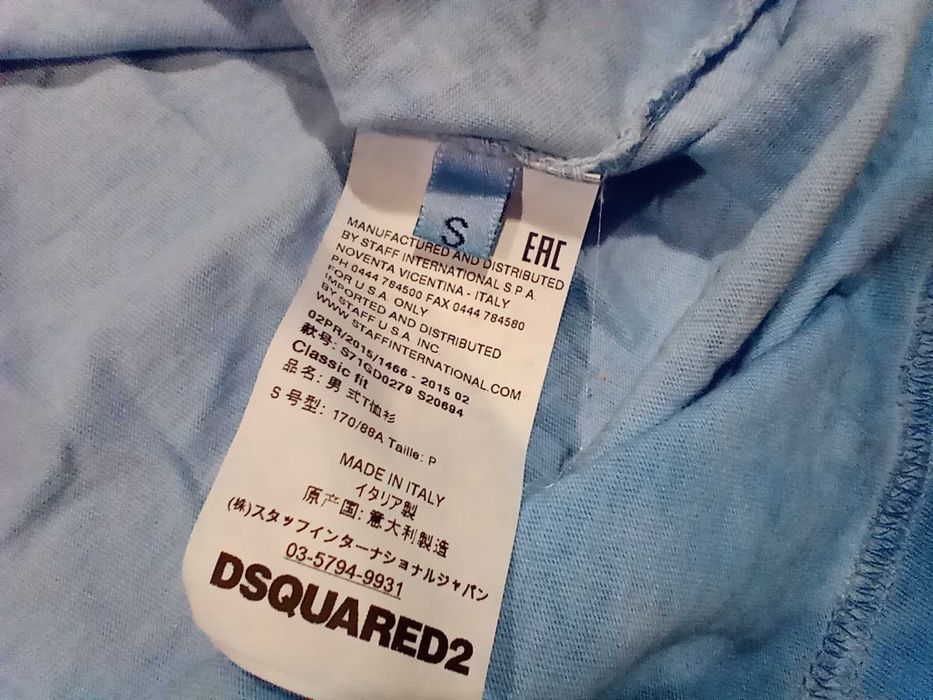 S
EAC
MANUFACTURED AND DISTRIBUTED
BY STAFF INTERNATIONAL S.P.A.
NOVENTA VICENTINA - ITALY
PH 0444 784500 FAX 0444 784580
FOR U.S.A. ONLY
IMPORTED AND DISTRIBUTED
BY STAFF U.S.A. INC
WWW.STAFFINTERNATIONAL.COM
02PR/2015/1466 - 2015 02
款号: S71GD0279 S20694
Classic fit
品名: 男 式T恤衫
S 号型: 170/88A Taille: P
MADE IN ITALY
イタリア製
原产国: 意大利製造
(株)スタッフインターナショナルジャパン
03-5794-9931
DSQUARED2